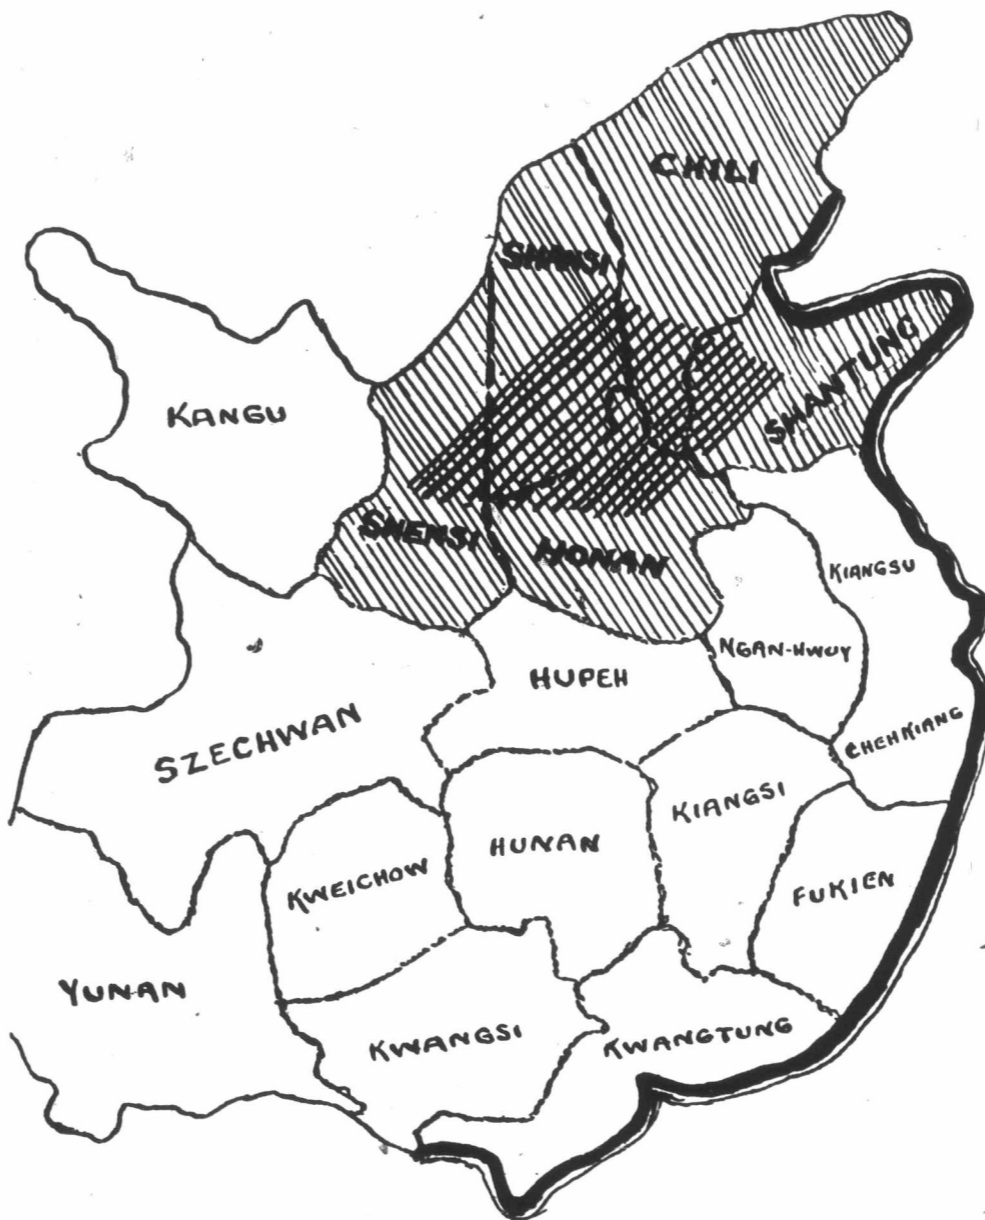 CHILI
SHANSI
SHANTUNG
KANGU
SHENSI
HONAN
KIANGSU
NGAN-HWUY
HUPEH
SZECHWAN
CHEHKIANG
KIANGSI
HUNAN
KWEICHOW
FUKIEN
YUNAN
KWANGSI
KWANGTUNG